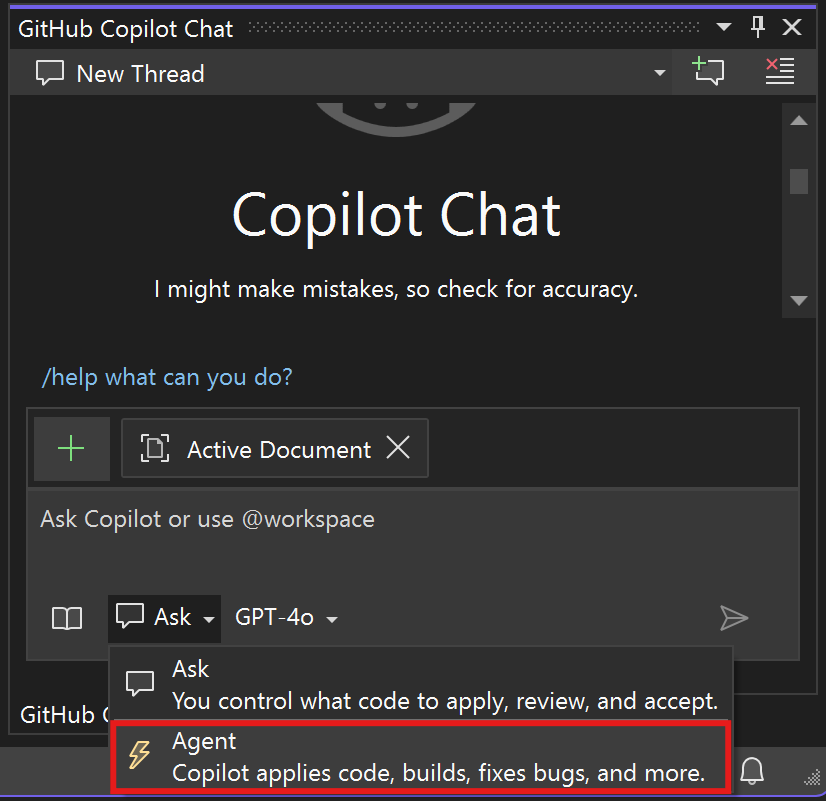 GitHub Copilot Chat
New Thread
Copilot Chat
I might make mistakes, so check for accuracy.
/help what can you do?
Active Document
Ask Copilot or use @workspace
Ask
GPT-4o
Ask
You control what code to apply, review, and accept.
GitHub
Agent
Copilot applies code, builds, fixes bugs, and more.